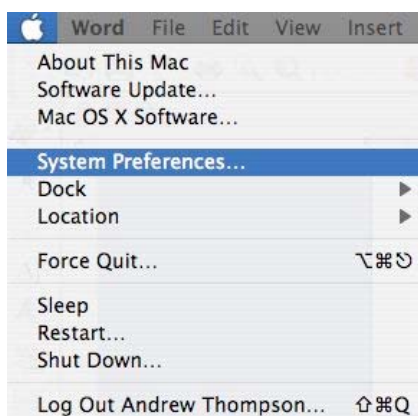 Word File Edit View Insert
About This Mac
Software Update...
Mac OS X Software...
System Preferences...
Dock
Location
Force Quit... ⌥⌘⎋
Sleep
Restart...
Shut Down...
Log Out Andrew Thompson... ⇧⌘Q